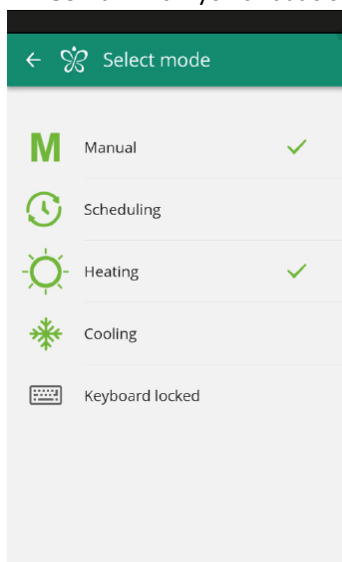 Select mode
M Manual
Scheduling
Heating
Cooling
Keyboard locked